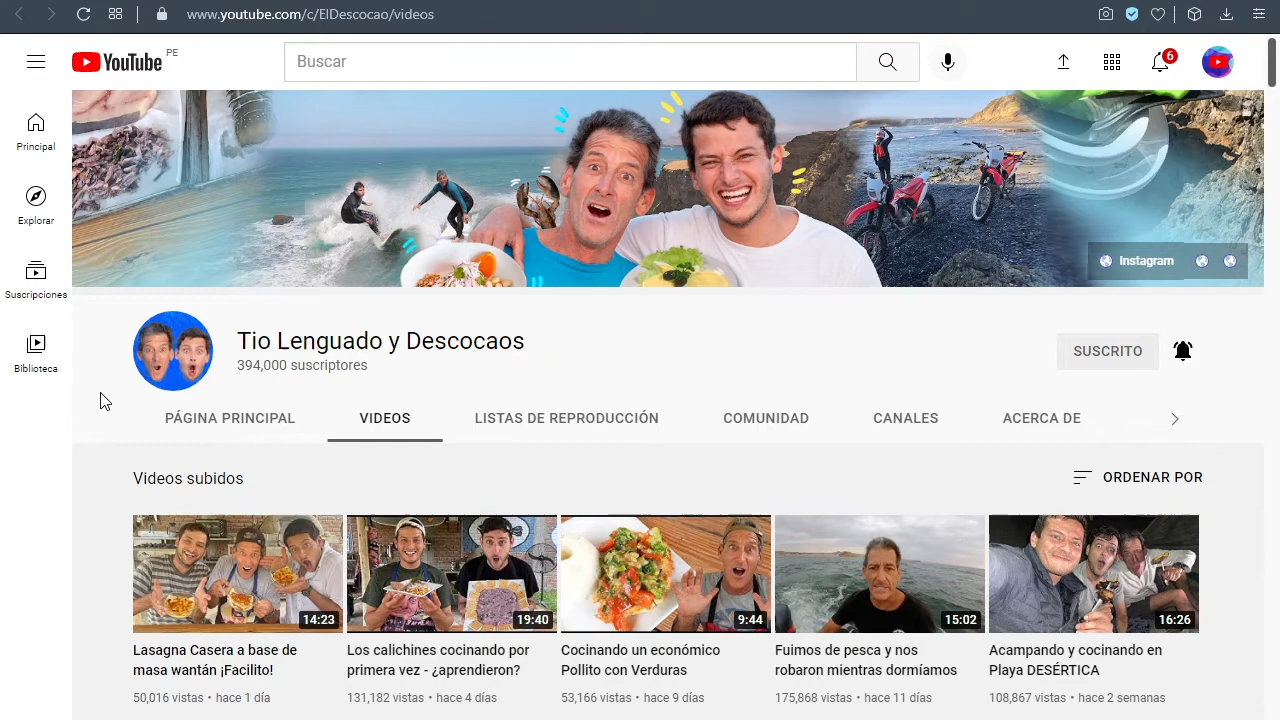 www.youtube.com/c/ElDescocao/videos
YouTube PE
Buscar
6
Principal
Explorar
Suscripciones
Biblioteca
Instagram
Tio Lenguado y Descocaos
394,000 suscriptores
SUSCRITO
PÁGINA PRINCIPAL VIDEOS LISTAS DE REPRODUCCIÓN COMUNIDAD CANALES ACERCA DE
Videos subidos
ORDENAR POR
14:23 19:40 9:44 15:02 16:26
Lasagna Casera a base de
masa wantán ¡Facilito!
50,016 vistas • hace 1 día
Los calichines cocinando por
primera vez - ¿aprendieron?
131,182 vistas • hace 4 días
Cocinando un económico
Pollito con Verduras
53,166 vistas • hace 9 días
Fuimos de pesca y nos
robaron mientras dormíamos
175,868 vistas • hace 11 días
Acampando y cocinando en
Playa DESÉRTICA
108,867 vistas • hace 2 semanas